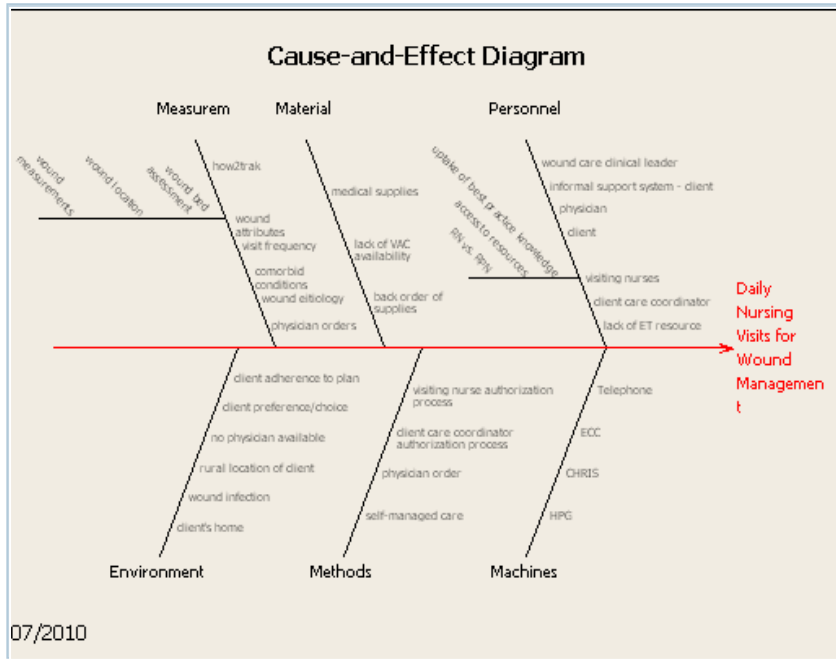 Cause-and-Effect Diagram
Measurem
Material
Personnel
how2trak
wound
attributes
visit frequency
comorbid
conditions
wound eitiology
physician orders
wound
measurements
wound location
wound bed
assessment
medical supplies
lack of VAC
availability
back order of
supplies
wound care clinical leader
informal support system - client
physician
client
visiting nurses
client care coordinator
lack of ET resource
uptake of best practice knowledge
access to resources
RN vs. RPN
Daily
Nursing
Visits for
Wound
Managemen
t
client adherence to plan
client preference/choice
no physician available
rural location of client
wound infection
client's home
visiting nurse authorization
process
client care coordinator
authorization process
physician order
self-managed care
Telephone
ECC
CHRIS
HPG
Environment
Methods
Machines
07/2010